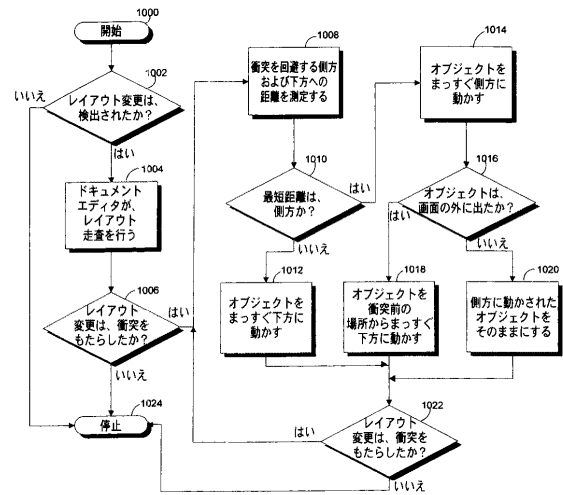 1000
開始
1002
レイアウト変更は、
検出されたか？
いいえ
はい
1004
ドキュメント
エディタが、
レイアウト
走査を行う
1006
レイアウト
変更は、衝突を
もたらしたか？
はい
いいえ
1024
停止
1008
衝突を回避する側方
および下方への
距離を測定する
1010
最短距離は、
側方か？
はい
いいえ
1012
オブジェクトを
まっすぐ下方に
動かす
1014
オブジェクトを
まっすぐ側方に
動かす
1016
オブジェクトは、
画面の外に出たか？
はい
いいえ
1018
オブジェクトを
衝突前の
場所からまっすぐ
下方に動かす
1020
側方に動かされた
オブジェクトを
そのままにする
1022
レイアウト
変更は、衝突を
もたらしたか？
はい
いいえ